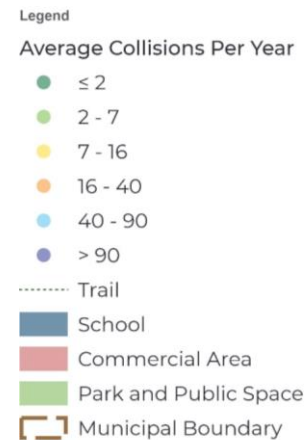 Legend
Average Collisions Per Year
≤ 2
2 - 7
7 - 16
16 - 40
40 - 90
> 90
Trail
School
Commercial Area
Park and Public Space
Municipal Boundary